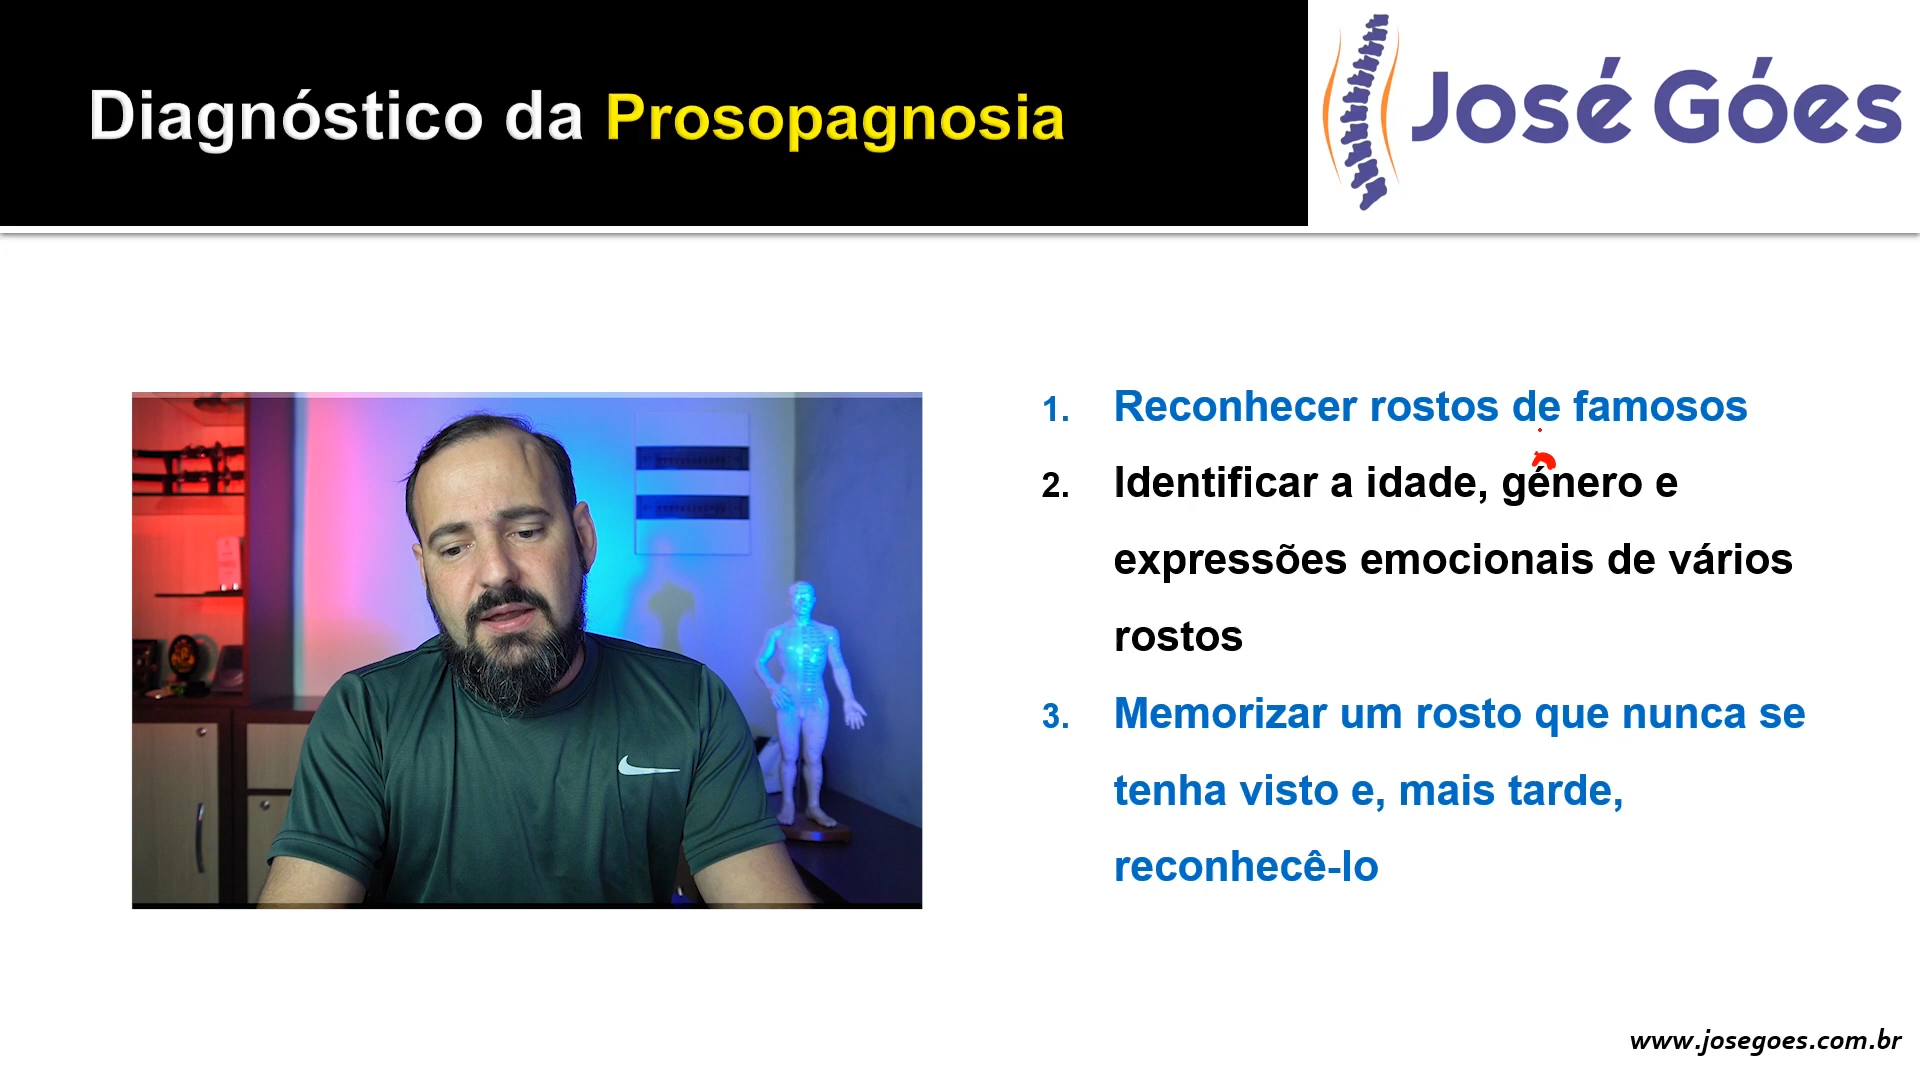 Diagnóstico da Prosopagnosia
José Góes
1. Reconhecer rostos de famosos
2. Identificar a idade, género e
expressões emocionais de vários
rostos
3. Memorizar um rosto que nunca se
tenha visto e, mais tarde,
reconhecê-lo
www.josegoes.com.br